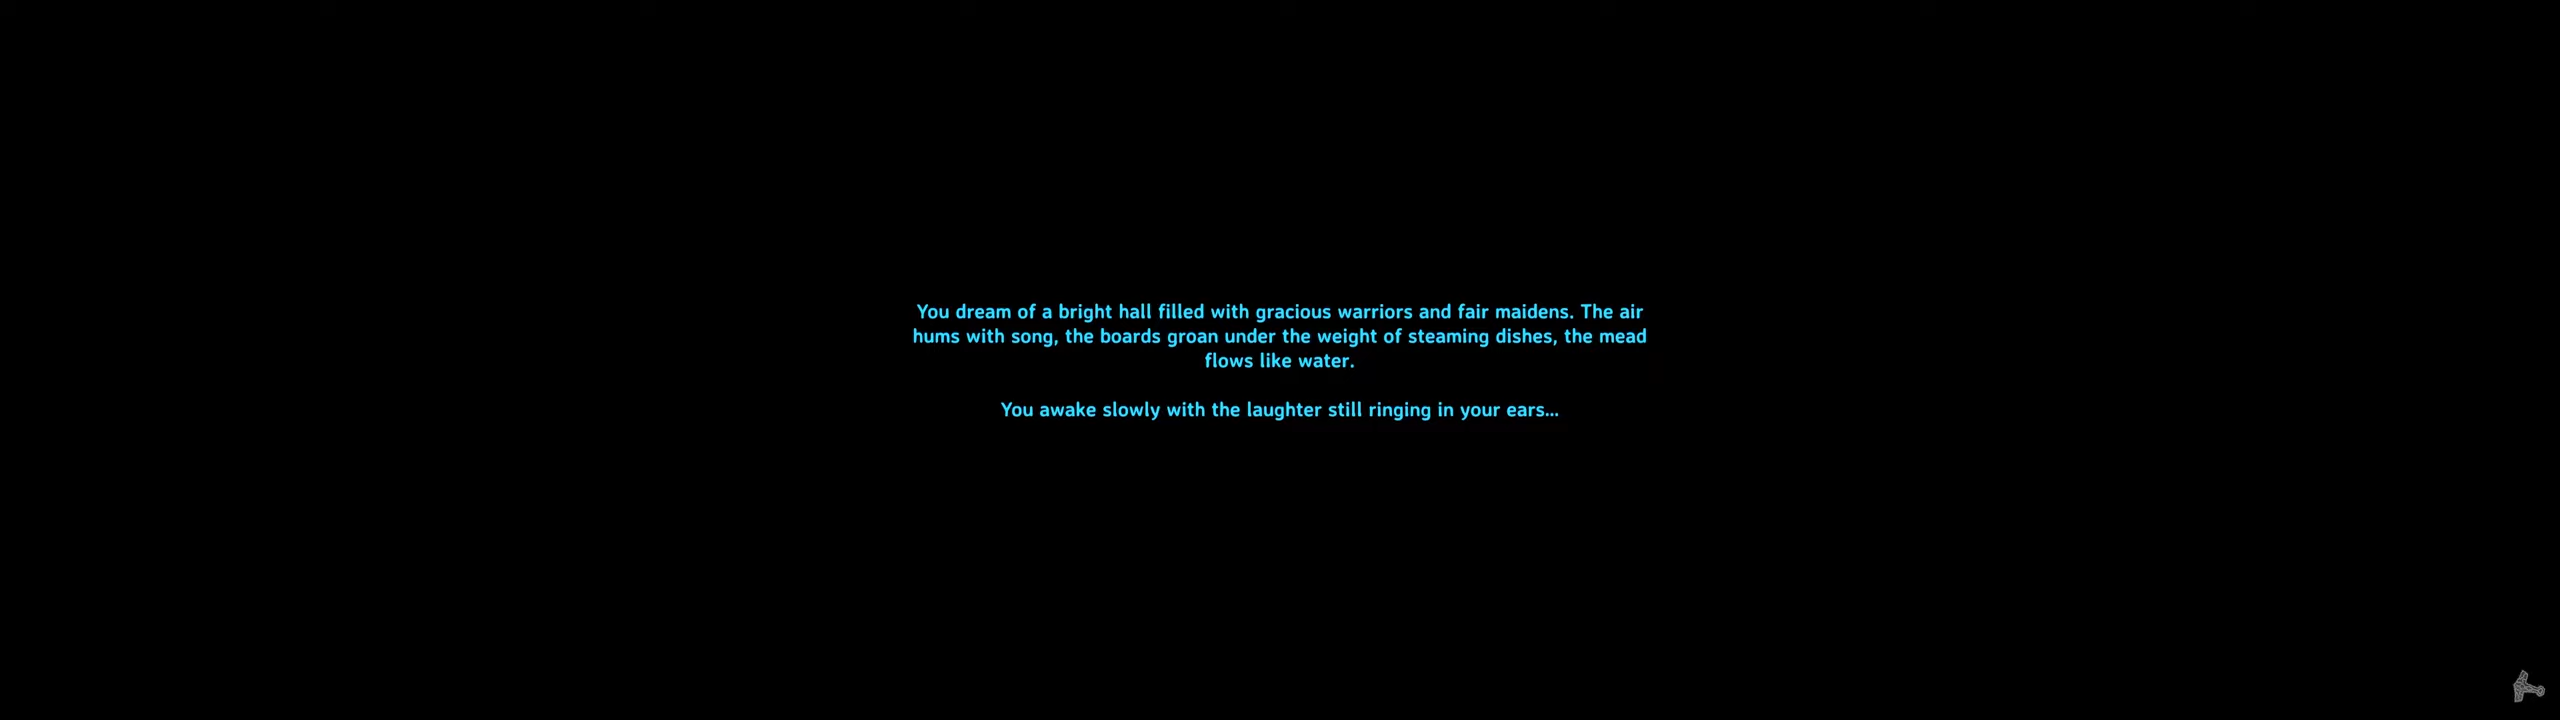 You dream of a bright hall filled with gracious warriors and fair maidens. The air
hums with song, the boards groan under the weight of steaming dishes, the mead
flows like water.
You awake slowly with the laughter still ringing in your ears...